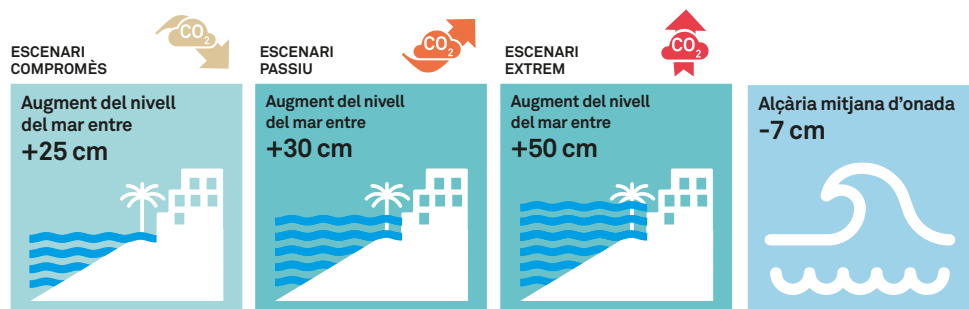 ESCENARI
COMPROMÈS
CO2
Augment del nivell
del mar entre
+25 cm
ESCENARI
PASSIU
CO2
Augment del nivell
del mar entre
+30 cm
ESCENARI
EXTREM
CO2
Augment del nivell
del mar entre
+50 cm
Alçària mitjana d'onada
-7 cm